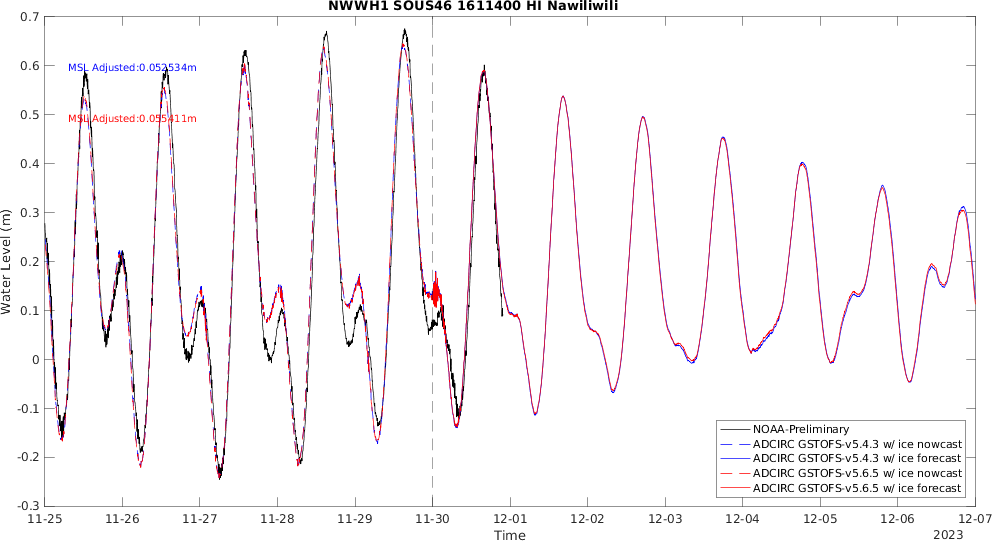 NWWH1 SOUS46 1611400 HI Nawiliwili
0.7
0.6
0.5
0.4
0.3
0.2
0.1
0
-0.1
-0.2
-0.3
Water Level (m)
MSL Adjusted:0.052534m
MSL Adjusted:0.055411m
NOAA-Preliminary
ADCIRC GSTOFS-v5.4.3 w/ ice nowcast
ADCIRC GSTOFS-v5.4.3 w/ ice forecast
ADCIRC GSTOFS-v5.6.5 w/ ice nowcast
ADCIRC GSTOFS-v5.6.5 w/ ice forecast
11-25 11-26 11-27 11-28 11-29 11-30 12-01 12-02 12-03 12-04 12-05 12-06 12-07
Time
2023